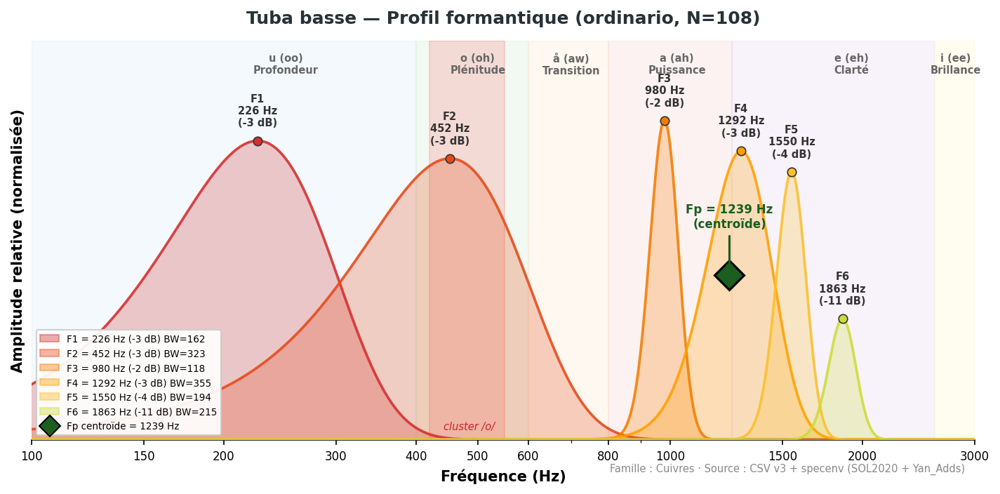 Tuba basse — Profil formantique (ordinario, N=108)
u (oo)
Profondeur
o (oh)
Plénitude
å (aw)
Transition
a (ah)
Puissance
e (eh)
Clarté
i (ee)
Brillance
F1
226 Hz
(-3 dB)
F2
452 Hz
(-3 dB)
F3
980 Hz
(-2 dB)
F4
1292 Hz
(-3 dB)
F5
1550 Hz
(-4 dB)
F6
1863 Hz
(-11 dB)
Fp = 1239 Hz
(centroïde)
cluster /o/
F1 = 226 Hz (-3 dB) BW=162
F2 = 452 Hz (-3 dB) BW=323
F3 = 980 Hz (-2 dB) BW=118
F4 = 1292 Hz (-3 dB) BW=355
F5 = 1550 Hz (-4 dB) BW=194
F6 = 1863 Hz (-11 dB) BW=215
Fp centroïde = 1239 Hz
Amplitude relative (normalisée)
100 150 200 300 400 500 600 800 1000 1500 2000 3000
Fréquence (Hz)
Famille : Cuivres · Source : CSV v3 + specenv (SOL2020 + Yan_Adds)